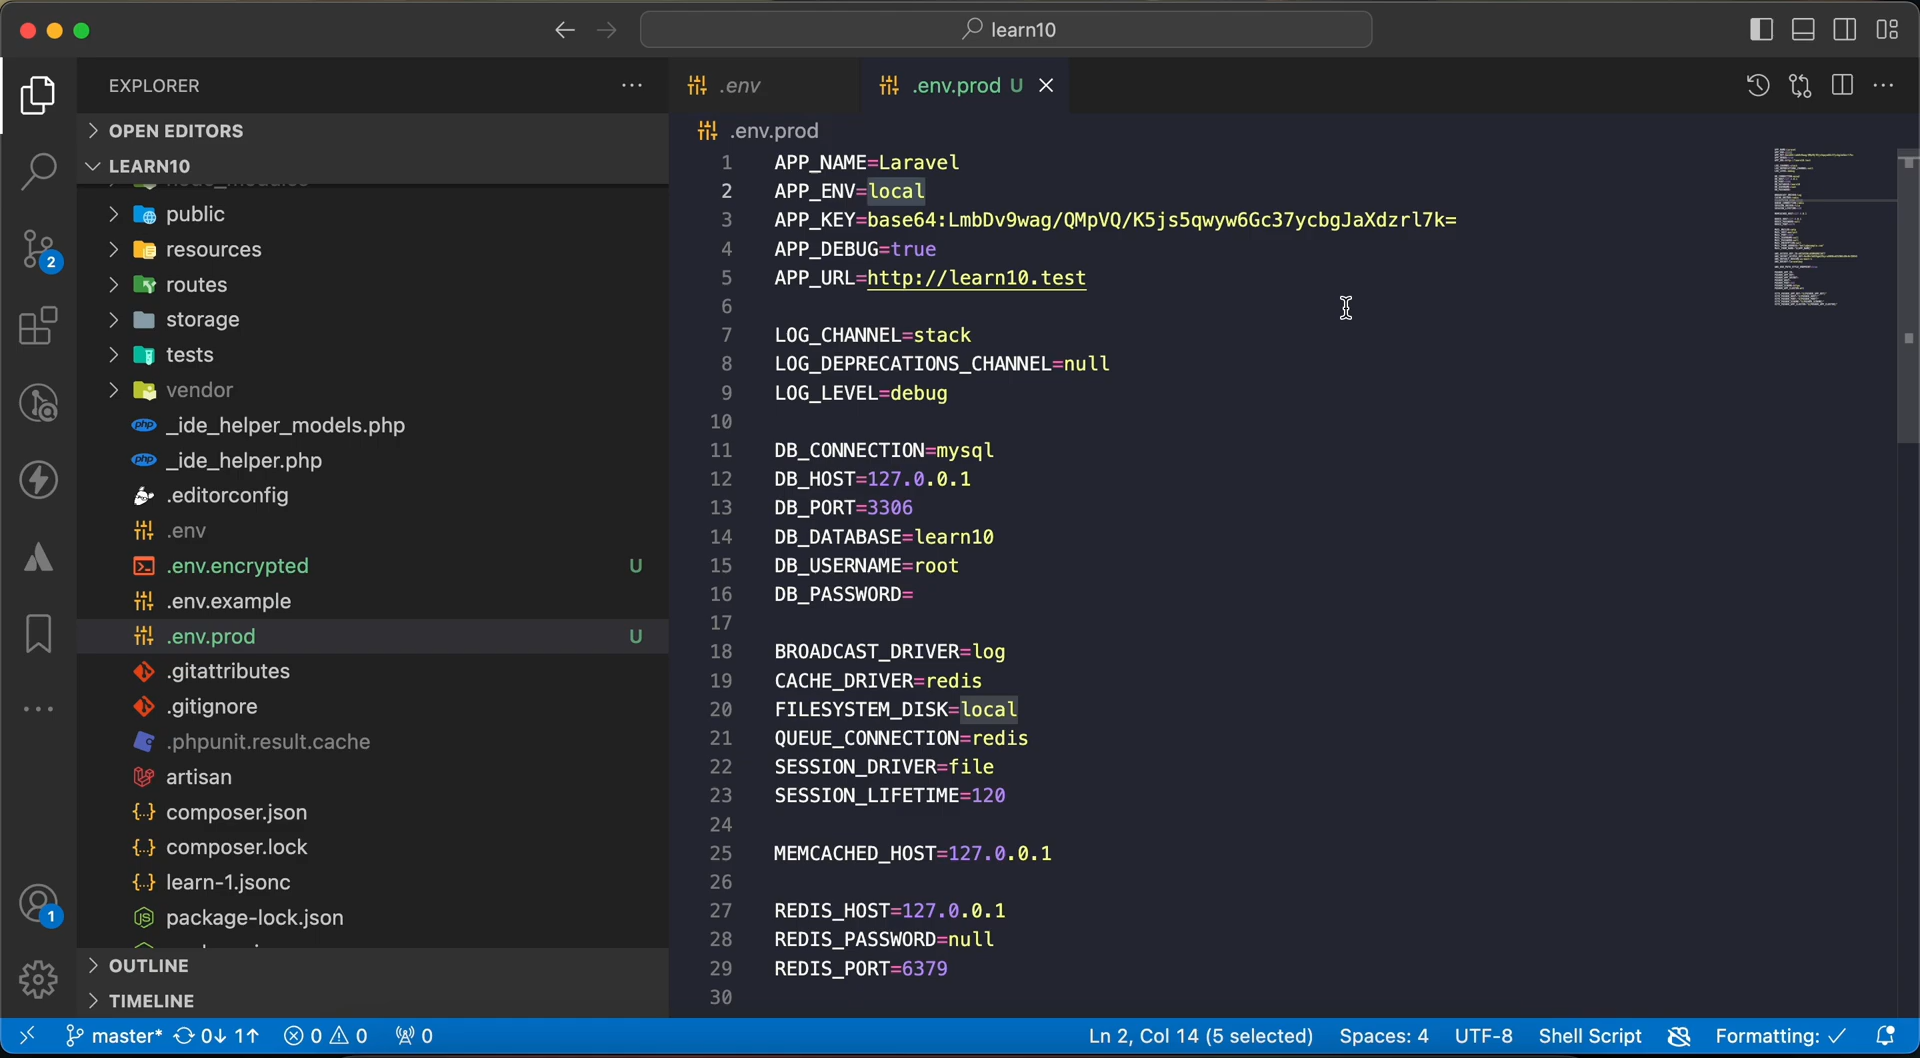 learn10
EXPLORER
.env
.env.prod U
OPEN EDITORS
LEARN10
public
resources
routes
storage
tests
vendor
_ide_helper_models.php
_ide_helper.php
.editorconfig
.env
.env.encrypted U
.env.example
.env.prod U
.gitattributes
.gitignore
.phpunit.result.cache
artisan
composer.json
composer.lock
learn-1.jsonc
package-lock.json
OUTLINE
TIMELINE
2
1
.env.prod
1 APP_NAME=Laravel
2 APP_ENV=local
3 APP_KEY=base64:LmbDv9wag/QMpVQ/K5js5qwyw6Gc37ycbgJaXdzrl7k=
4 APP_DEBUG=true
5 APP_URL=http://learn10.test
6
7 LOG_CHANNEL=stack
8 LOG_DEPRECATIONS_CHANNEL=null
9 LOG_LEVEL=debug
10
11 DB_CONNECTION=mysql
12 DB_HOST=127.0.0.1
13 DB_PORT=3306
14 DB_DATABASE=learn10
15 DB_USERNAME=root
16 DB_PASSWORD=
17
18 BROADCAST_DRIVER=log
19 CACHE_DRIVER=redis
20 FILESYSTEM_DISK=local
21 QUEUE_CONNECTION=redis
22 SESSION_DRIVER=file
23 SESSION_LIFETIME=120
24
25 MEMCACHED_HOST=127.0.0.1
26
27 REDIS_HOST=127.0.0.1
28 REDIS_PASSWORD=null
29 REDIS_PORT=6379
30
master* 0↓ 1↑ 0 0 0 Ln 2, Col 14 (5 selected) Spaces: 4 UTF-8 Shell Script Formatting: ✓